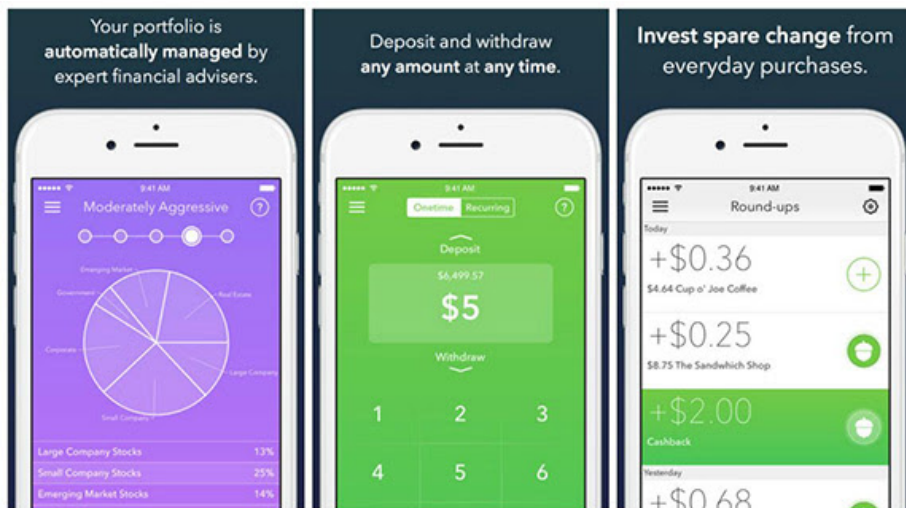 Your portfolio is
automatically managed by
expert financial advisers.
9:41 AM
Moderately Aggressive
?
Emerging Market
Government
Real Estate
Corporate
Large Company
Small Company
Large Company Stocks 13%
Small Company Stocks 25%
Emerging Market Stocks 14%
Deposit and withdraw
any amount at any time.
9:41 AM
Onetime Recurring
?
Deposit
$6,499.57
$5
Withdraw
1 2 3
4 5 6
Invest spare change from
everyday purchases.
9:41 AM
Round-ups
Today
+$0.36
$4.64 Cup o' Joe Coffee
+$0.25
$8.75 The Sandwhich Shop
+$2.00
Cashback
Yesterday
+$0.68